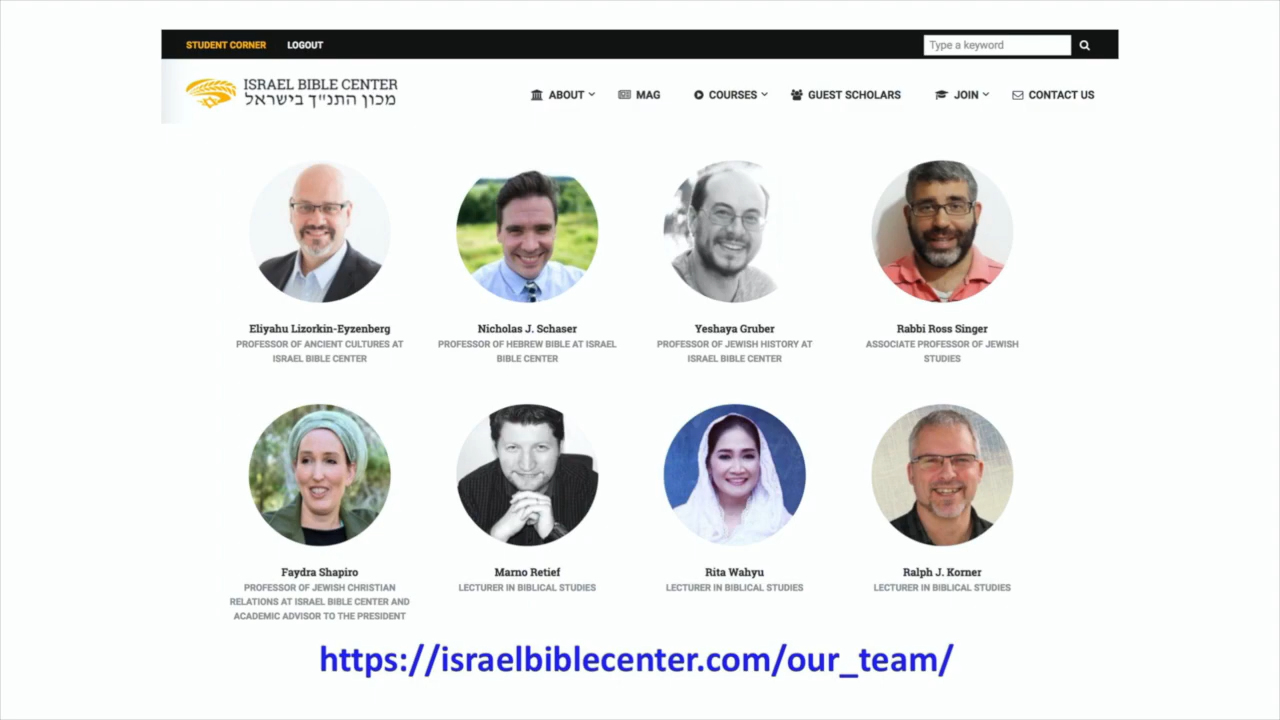 STUDENT CORNER LOGOUT Type a keyword
ISRAEL BIBLE CENTER
מכון התנ״ך בישראל
ABOUT MAG COURSES GUEST SCHOLARS JOIN CONTACT US
Eliyahu Lizorkin-Eyzenberg
PROFESSOR OF ANCIENT CULTURES AT
ISRAEL BIBLE CENTER
Nicholas J. Schaser
PROFESSOR OF HEBREW BIBLE AT ISRAEL
BIBLE CENTER
Yeshaya Gruber
PROFESSOR OF JEWISH HISTORY AT
ISRAEL BIBLE CENTER
Rabbi Ross Singer
ASSOCIATE PROFESSOR OF JEWISH
STUDIES
Faydra Shapiro
PROFESSOR OF JEWISH CHRISTIAN
RELATIONS AT ISRAEL BIBLE CENTER AND
ACADEMIC ADVISOR TO THE PRESIDENT
Marno Retief
LECTURER IN BIBLICAL STUDIES
Rita Wahyu
LECTURER IN BIBLICAL STUDIES
Ralph J. Korner
LECTURER IN BIBLICAL STUDIES
https://israelbiblecenter.com/our_team/